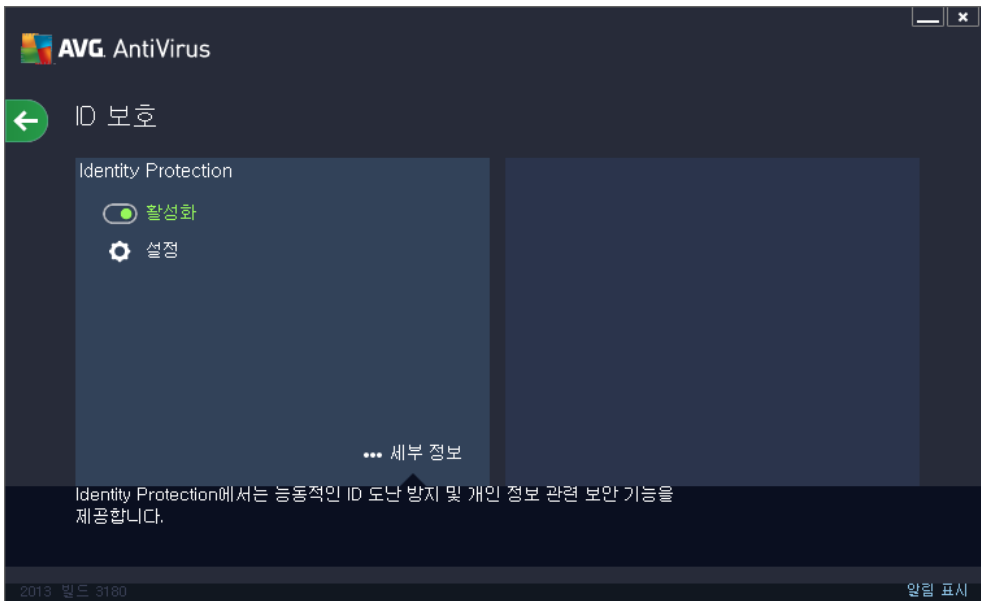 AVG. AntiVirus
ID 보호
Identity Protection
활성화
설정
••• 세부 정보
Identity Protection에서는 능동적인 ID 도난 방지 및 개인 정보 관련 보안 기능을
제공합니다.
2013 빌드 3180
알림 표시